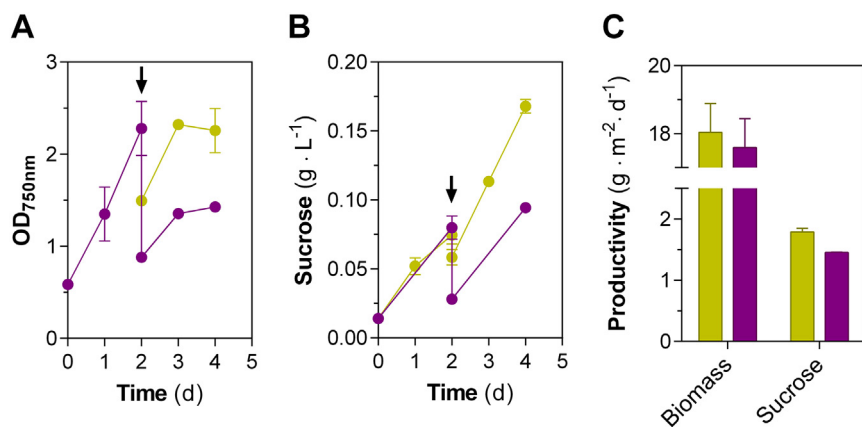 A
OD750nm
3
2
1
0
0 1 2 3 4 5
Time (d)
B
Sucrose (g · L-1)
0.20
0.15
0.10
0.05
0.00
0 1 2 3 4 5
Time (d)
C
Productivity (g · m-2 · d-1)
20
18
2
1
0
Biomass
Sucrose